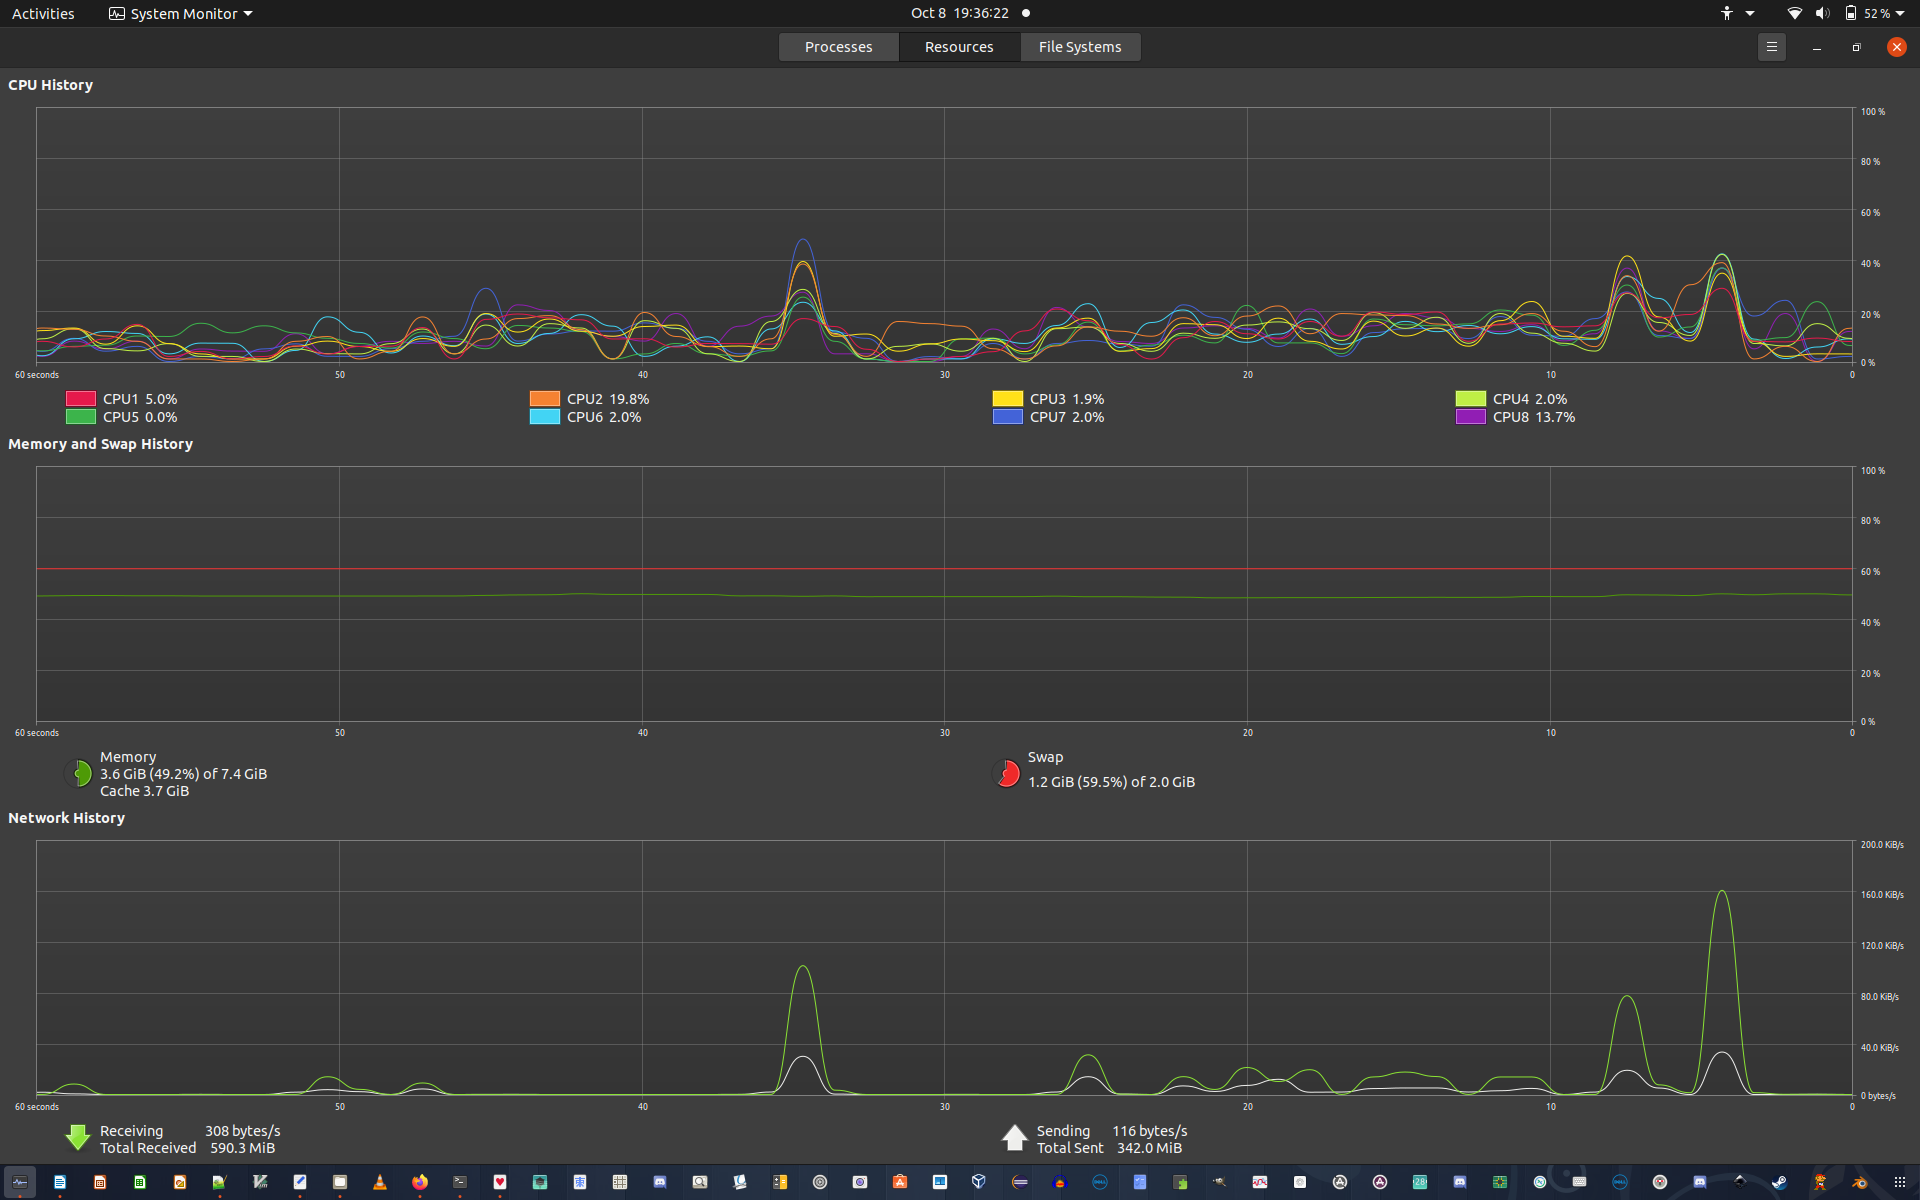 Activities System Monitor Oct 8 19:36:22 52 %
Processes Resources File Systems
CPU History
100 %
80 %
60 %
40 %
20 %
0 %
60 seconds 50 40 30 20 10 0
CPU1 5.0% CPU2 19.8% CPU3 1.9% CPU4 2.0%
CPU5 0.0% CPU6 2.0% CPU7 2.0% CPU8 13.7%
Memory and Swap History
100 %
80 %
60 %
40 %
20 %
0 %
60 seconds 50 40 30 20 10 0
Memory
3.6 GiB (49.2%) of 7.4 GiB
Cache 3.7 GiB
Swap
1.2 GiB (59.5%) of 2.0 GiB
Network History
200.0 KiB/s
160.0 KiB/s
120.0 KiB/s
80.0 KiB/s
40.0 KiB/s
0 bytes/s
60 seconds 50 40 30 20 10 0
Receiving 308 bytes/s
Total Received 590.3 MiB
Sending 116 bytes/s
Total Sent 342.0 MiB